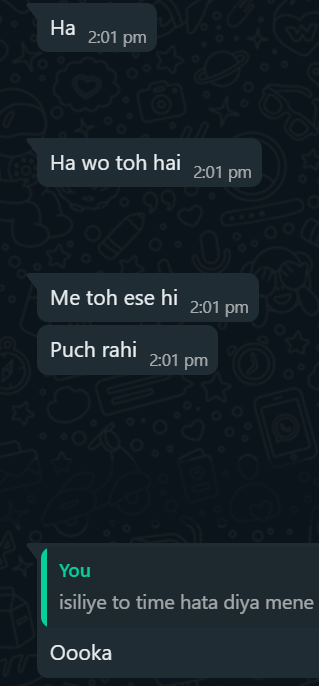 Ha 2:01 pm
Ha wo toh hai 2:01 pm
Me toh ese hi 2:01 pm
Puch rahi 2:01 pm
You
isiliye to time hata diya mene
Oooka